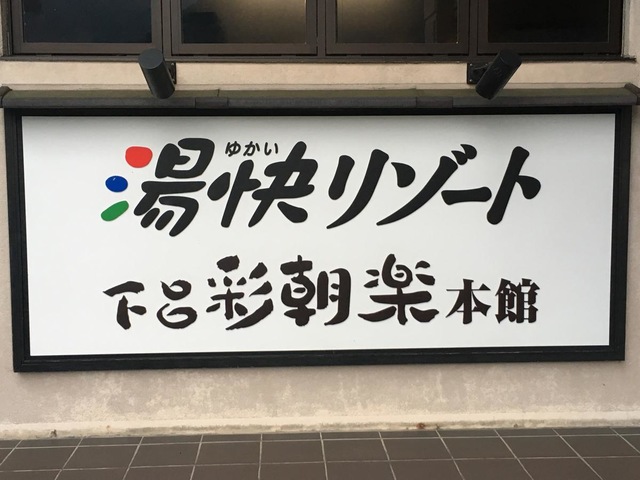 ゆかい
湯快リゾート
下呂彩朝楽本館